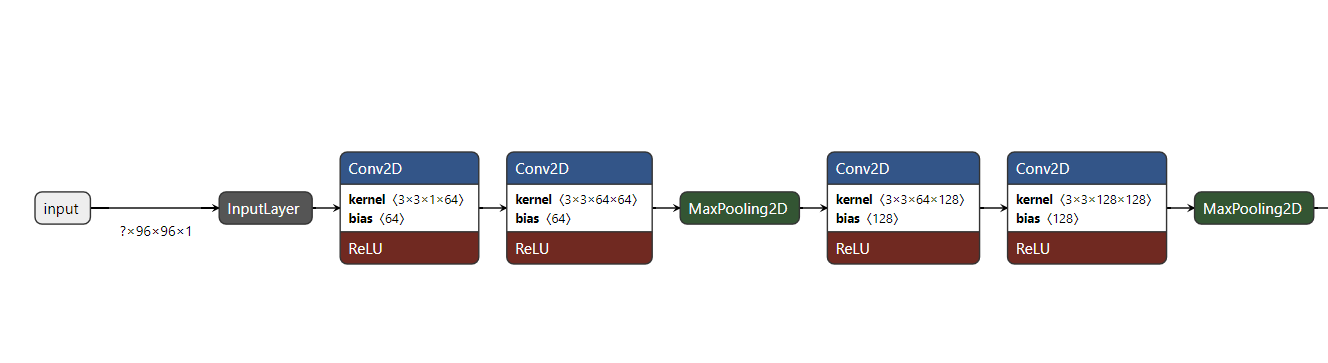 input
?×96×96×1
InputLayer
Conv2D
kernel ⟨3×3×1×64⟩
bias ⟨64⟩
ReLU
Conv2D
kernel ⟨3×3×64×64⟩
bias ⟨64⟩
ReLU
MaxPooling2D
Conv2D
kernel ⟨3×3×64×128⟩
bias ⟨128⟩
ReLU
Conv2D
kernel ⟨3×3×128×128⟩
bias ⟨128⟩
ReLU
MaxPooling2D